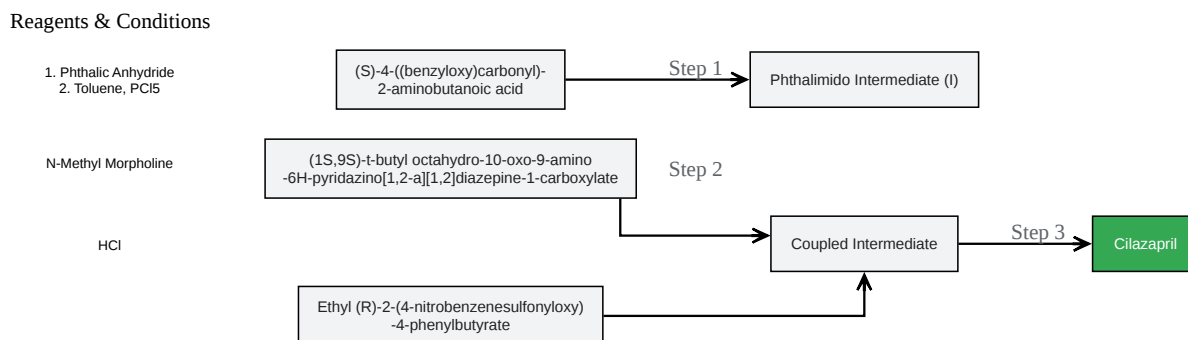 Reagents & Conditions
1. Phthalic Anhydride
2. Toluene, PCl5
(S)-4-((benzyloxy)carbonyl)-
2-aminobutanoic acid
Step 1
Phthalimido Intermediate (I)
N-Methyl Morpholine
(1S,9S)-t-butyl octahydro-10-oxo-9-amino
-6H-pyridazino[1,2-a][1,2]diazepine-1-carboxylate
Step 2
HCl
Coupled Intermediate
Step 3
Cilazapril
Ethyl (R)-2-(4-nitrobenzenesulfonyloxy)
-4-phenylbutyrate